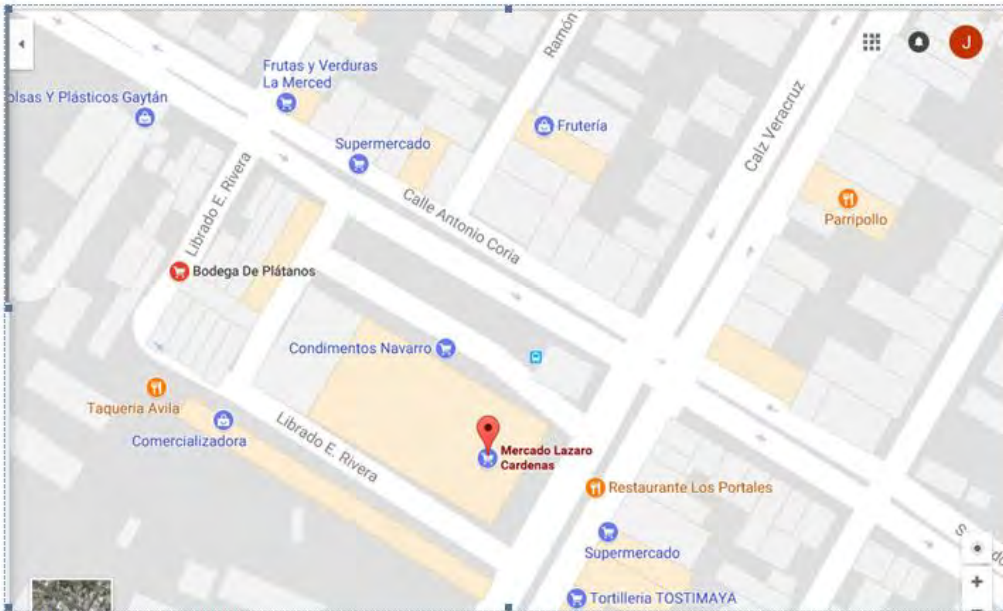 Frutas y Verduras
La Merced
olsas Y Plásticos Gaytán
Ramón
J
Supermercado
Frutería
Calz Veracruz
Librado E. Rivera
Calle Antonio Coria
Parripollo
Bodega De Plátanos
Condimentos Navarro
Taqueria Avila
Comercializadora
Librado E. Rivera
Mercado Lazaro
Cardenas
Restaurante Los Portales
Supermercado
Tortilleria TOSTIMAYA